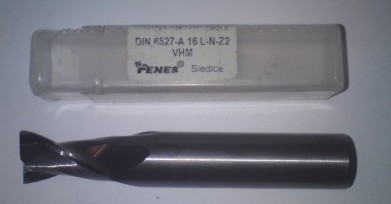 DIN 6527-A 16 L-N-Z2
VHM
FENES® Siedlce